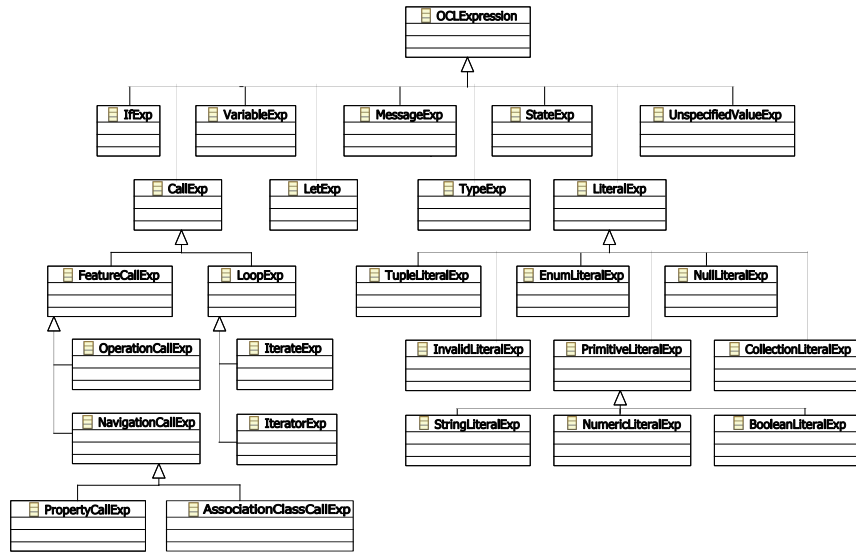 OCLExpression
IfExp
VariableExp
MessageExp
StateExp
UnspecifiedValueExp
CallExp
LetExp
TypeExp
LiteralExp
FeatureCallExp
LoopExp
TupleLiteralExp
EnumLiteralExp
NullLiteralExp
OperationCallExp
IterateExp
InvalidLiteralExp
PrimitiveLiteralExp
CollectionLiteralExp
NavigationCallExp
IteratorExp
StringLiteralExp
NumericLiteralExp
BooleanLiteralExp
PropertyCallExp
AssociationClassCallExp